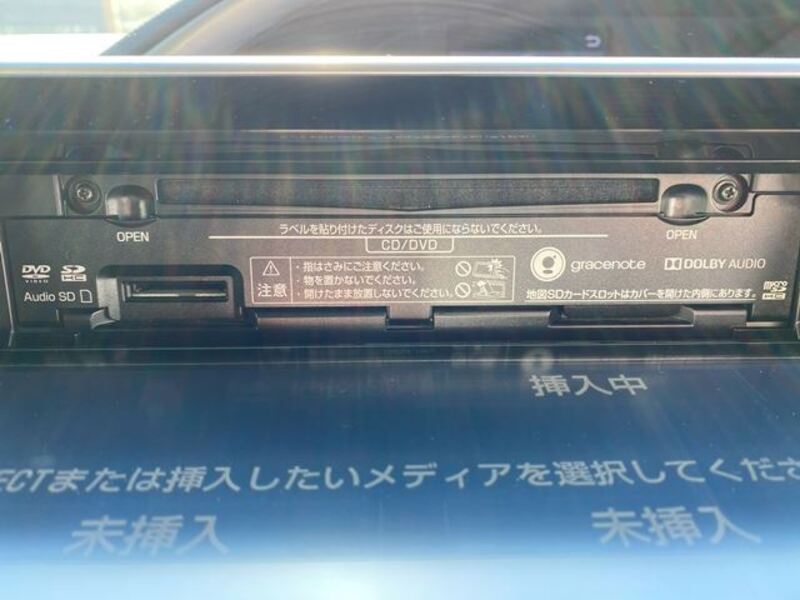 OPEN
OPEN
ラベルを貼り付けたディスクはご使用にならないでください。
CD/DVD
DVD VIDEO
SD HC
Audio SD
注意
・指はさみにご注意ください。
・物を置かないでください。
・開けたまま放置しないでください。
gracenote
DOLBY AUDIO
地図SDカードスロットはカバーを開けた内側にあります。
micro SD HC
挿入中
ECTまたは挿入したいメディアを選択してくださ
未挿入
未挿入